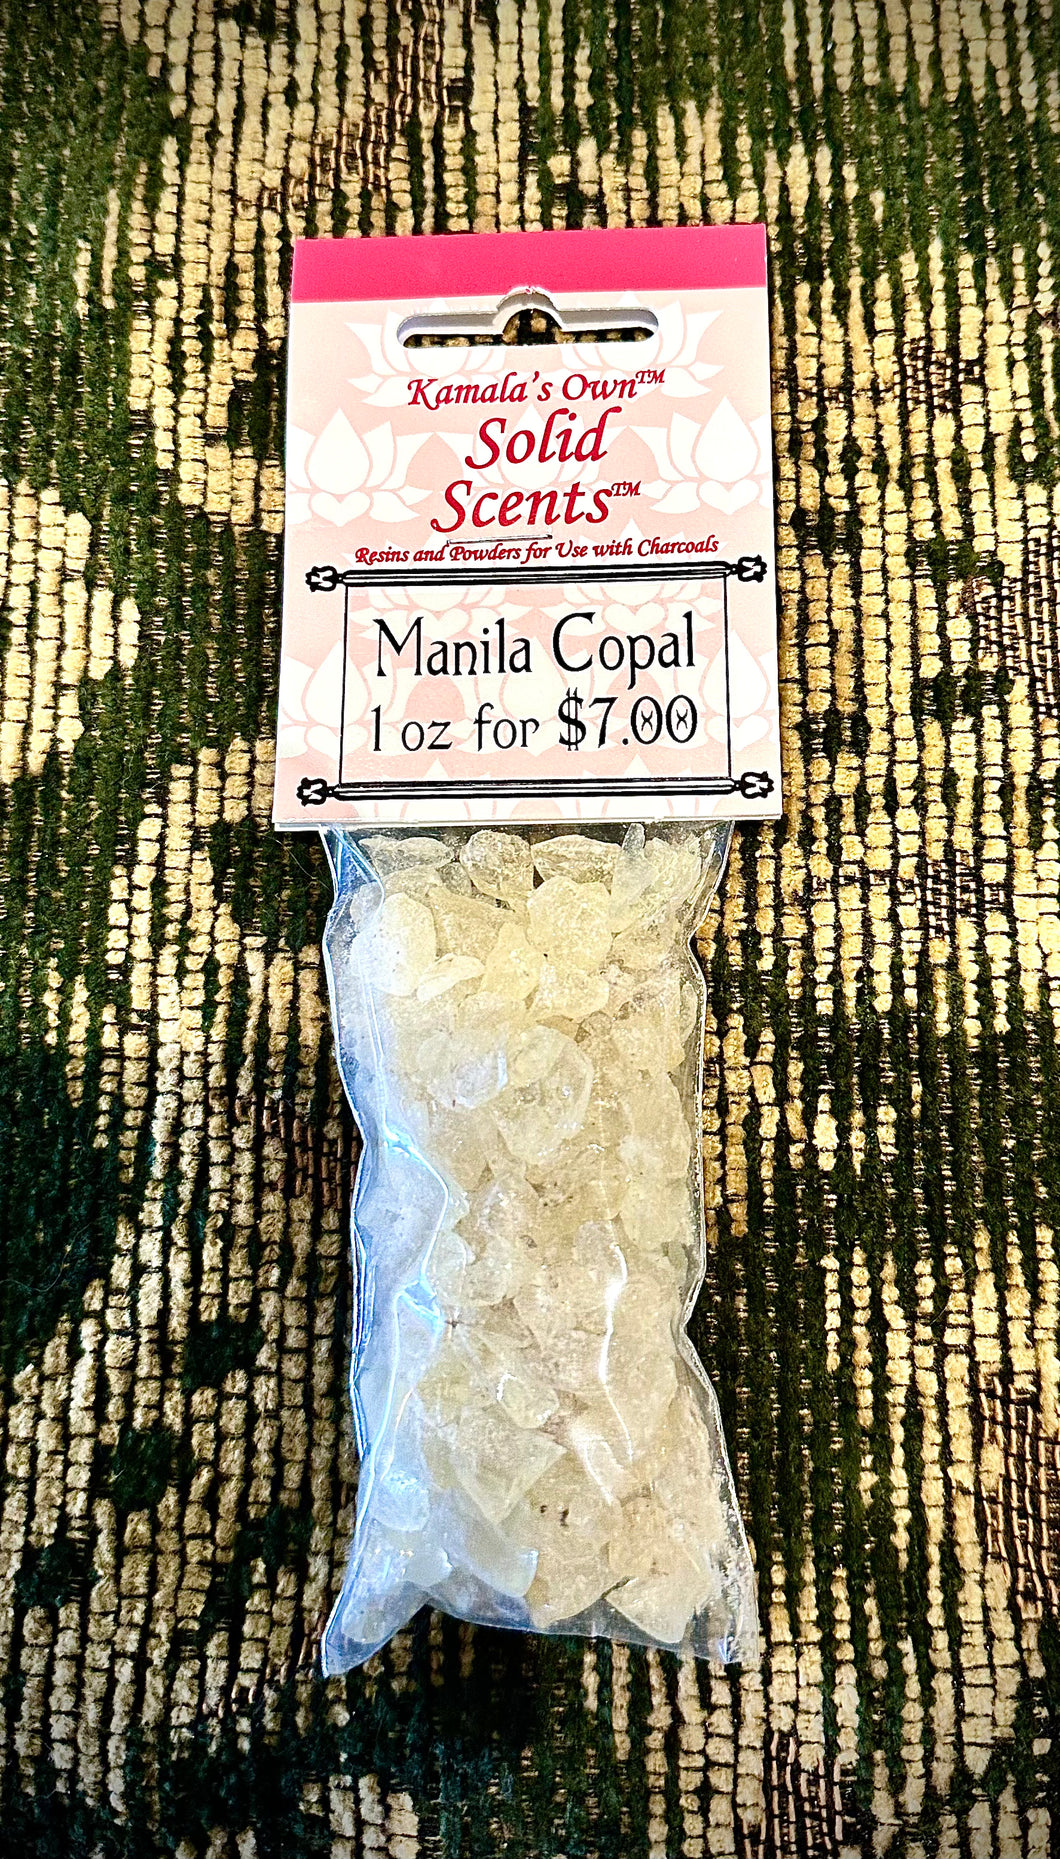 Kamala's Own™
Solid
Scents™
Resins and Powders for Use with Charcoals
Manila Copal
1 oz for $7.00